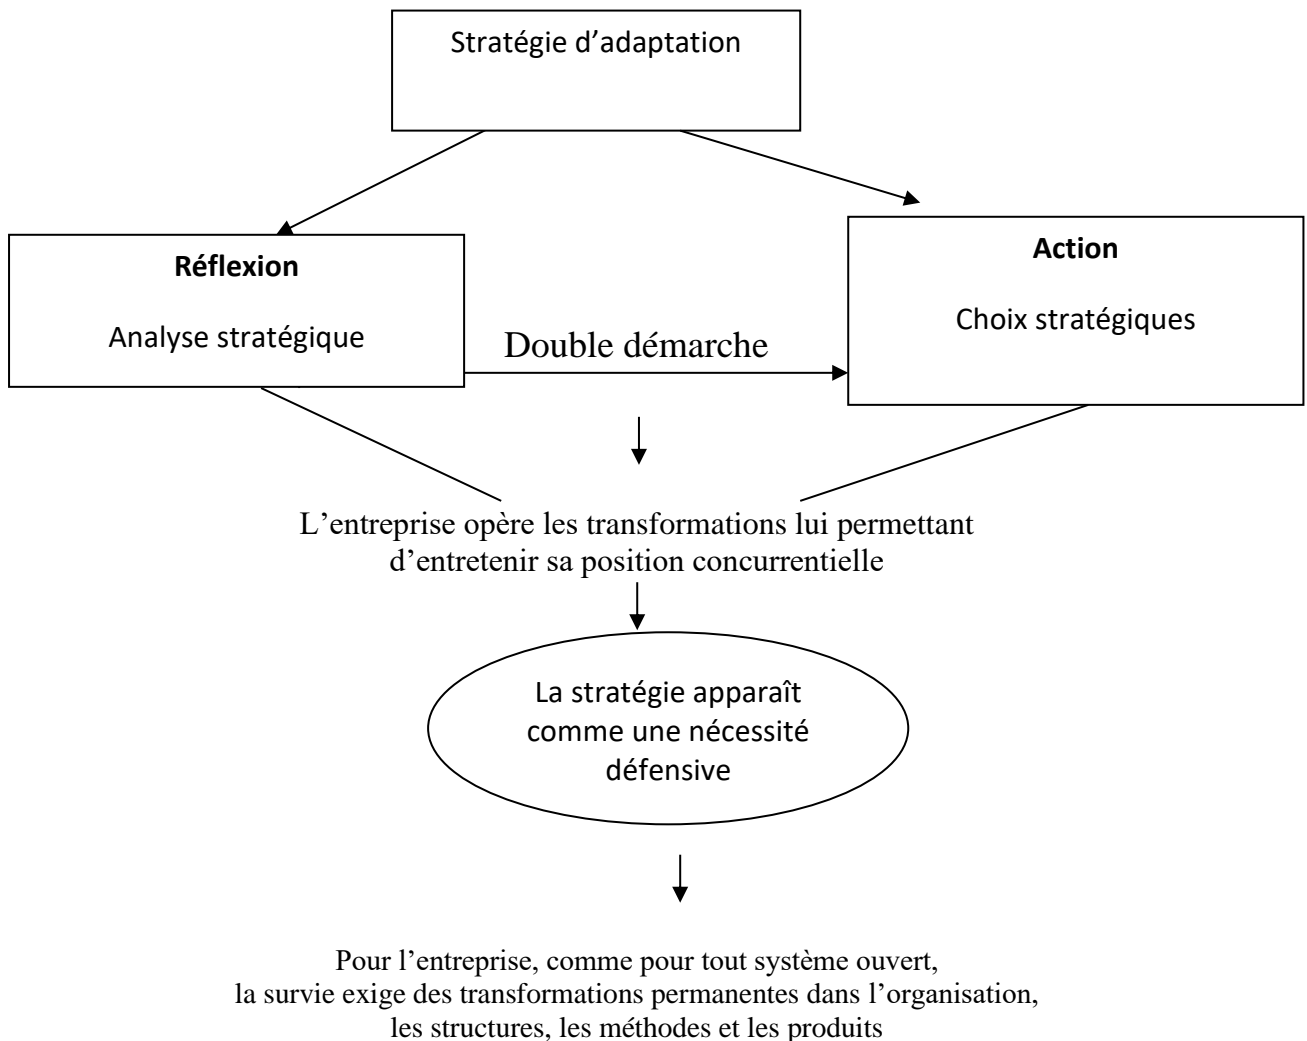 Stratégie d’adaptation
Réflexion
Analyse stratégique
Double démarche
Action
Choix stratégiques
L’entreprise opère les transformations lui permettant
d’entretenir sa position concurrentielle
La stratégie apparaît
comme une nécessité
défensive
Pour l’entreprise, comme pour tout système ouvert,
la survie exige des transformations permanentes dans l’organisation,
les structures, les méthodes et les produits